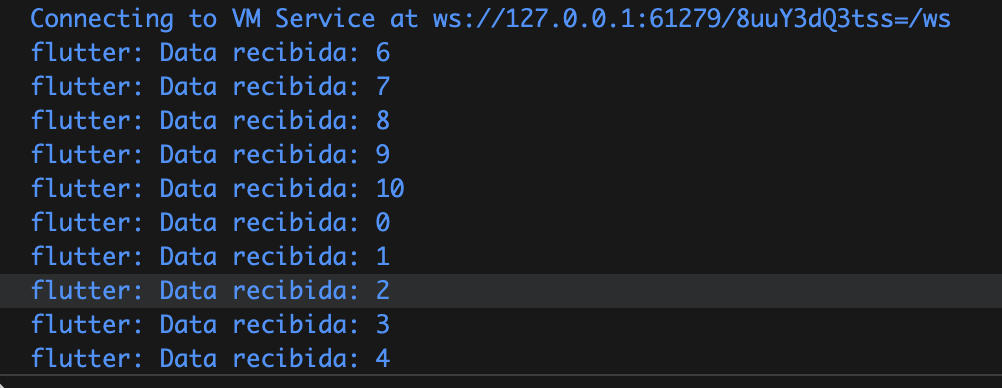 Connecting to VM Service at ws://127.0.0.1:61279/8uuY3dQ3tss=/ws
flutter: Data recibida: 6
flutter: Data recibida: 7
flutter: Data recibida: 8
flutter: Data recibida: 9
flutter: Data recibida: 10
flutter: Data recibida: 0
flutter: Data recibida: 1
flutter: Data recibida: 2
flutter: Data recibida: 3
flutter: Data recibida: 4